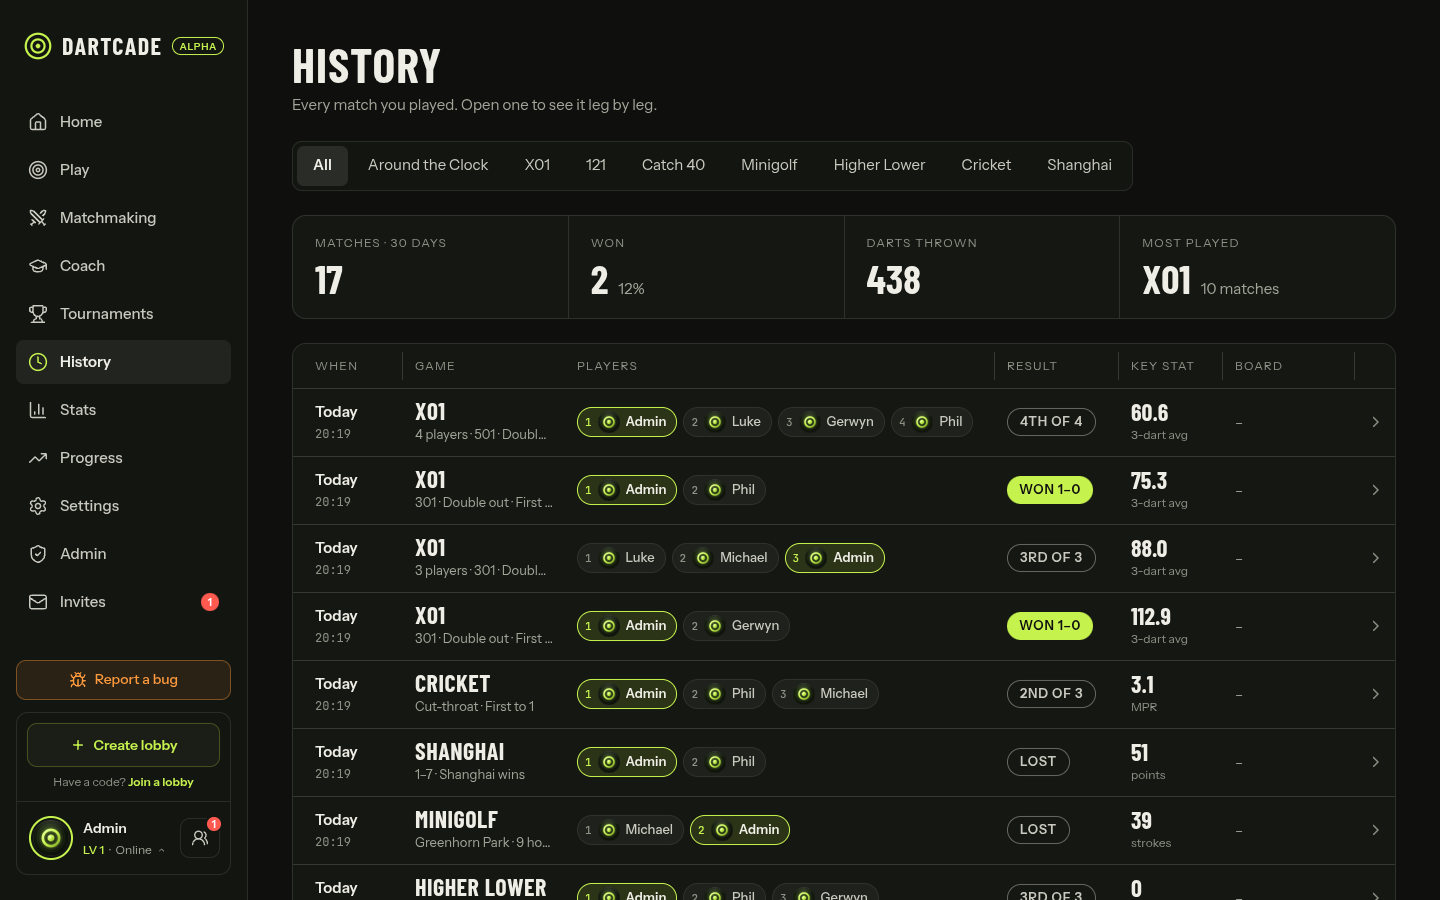 DARTCADE ALPHA
Home
Play
Matchmaking
Coach
Tournaments
History
Stats
Progress
Settings
Admin
Invites 1
Report a bug
+ Create lobby
Have a code? Join a lobby
Admin 1
LV 1 · Online
HISTORY
Every match you played. Open one to see it leg by leg.
All Around the Clock X01 121 Catch 40 Minigolf Higher Lower Cricket Shanghai
MATCHES · 30 DAYS WON DARTS THROWN MOST PLAYED
17 2 12% 438 X01 10 matches
WHEN GAME PLAYERS RESULT KEY STAT BOARD
Today X01 1 Admin 2 Luke 3 Gerwyn 4 Phil 4TH OF 4 60.6 –
20:19 4 players · 501 · Doubl... 3-dart avg
Today X01 1 Admin 2 Phil WON 1–0 75.3 –
20:19 301 · Double out · First ... 3-dart avg
Today X01 1 Luke 2 Michael 3 Admin 3RD OF 3 88.0 –
20:19 3 players · 301 · Doubl... 3-dart avg
Today X01 1 Admin 2 Gerwyn WON 1–0 112.9 –
20:19 301 · Double out · First ... 3-dart avg
Today CRICKET 1 Admin 2 Phil 3 Michael 2ND OF 3 3.1 –
20:19 Cut-throat · First to 1 MPR
Today SHANGHAI 1 Admin 2 Phil LOST 51 –
20:19 1–7 · Shanghai wins points
Today MINIGOLF 1 Michael 2 Admin LOST 39 –
20:19 Greenhorn Park · 9 ho... strokes
Today HIGHER LOWER 1 Admin 2 Phil 3 Gerwyn 3RD OF 3 0 –